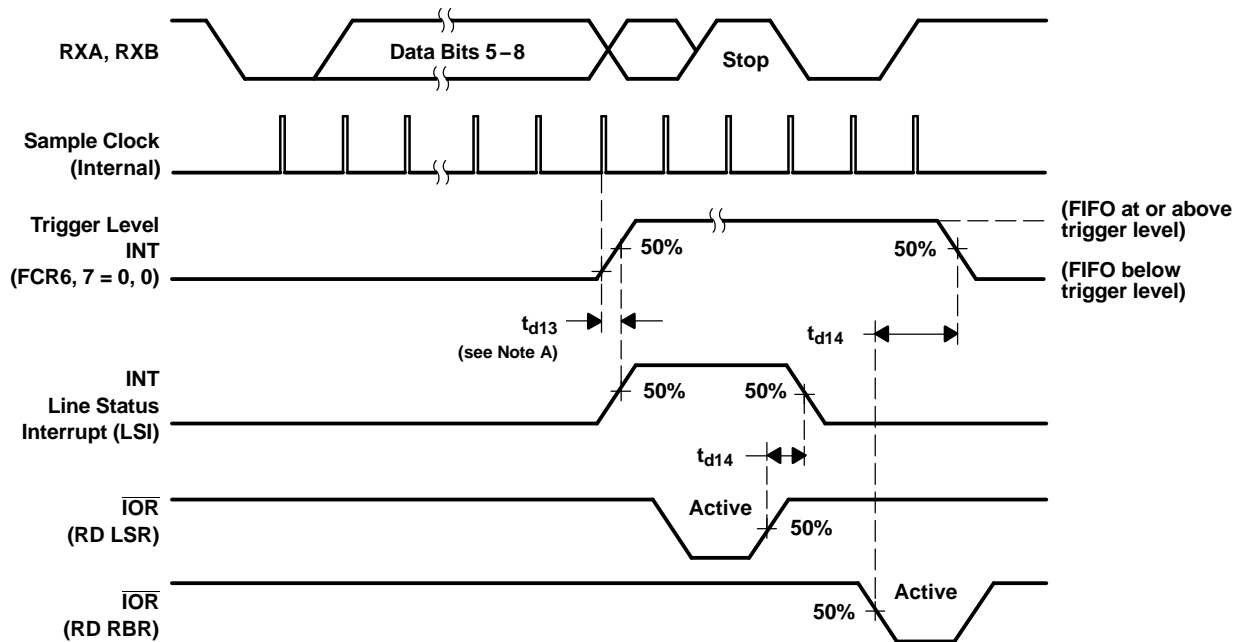 RXA, RXB
Data Bits 5–8
Stop
Sample Clock
(Internal)
Trigger Level
INT
(FCR6, 7 = 0, 0)
50%
50%
(FIFO at or above
trigger level)
(FIFO below
trigger level)
td13
(see Note A)
td14
INT
Line Status
Interrupt (LSI)
50%
50%
td14
IOR
(RD LSR)
Active
50%
IOR
(RD RBR)
50%
Active